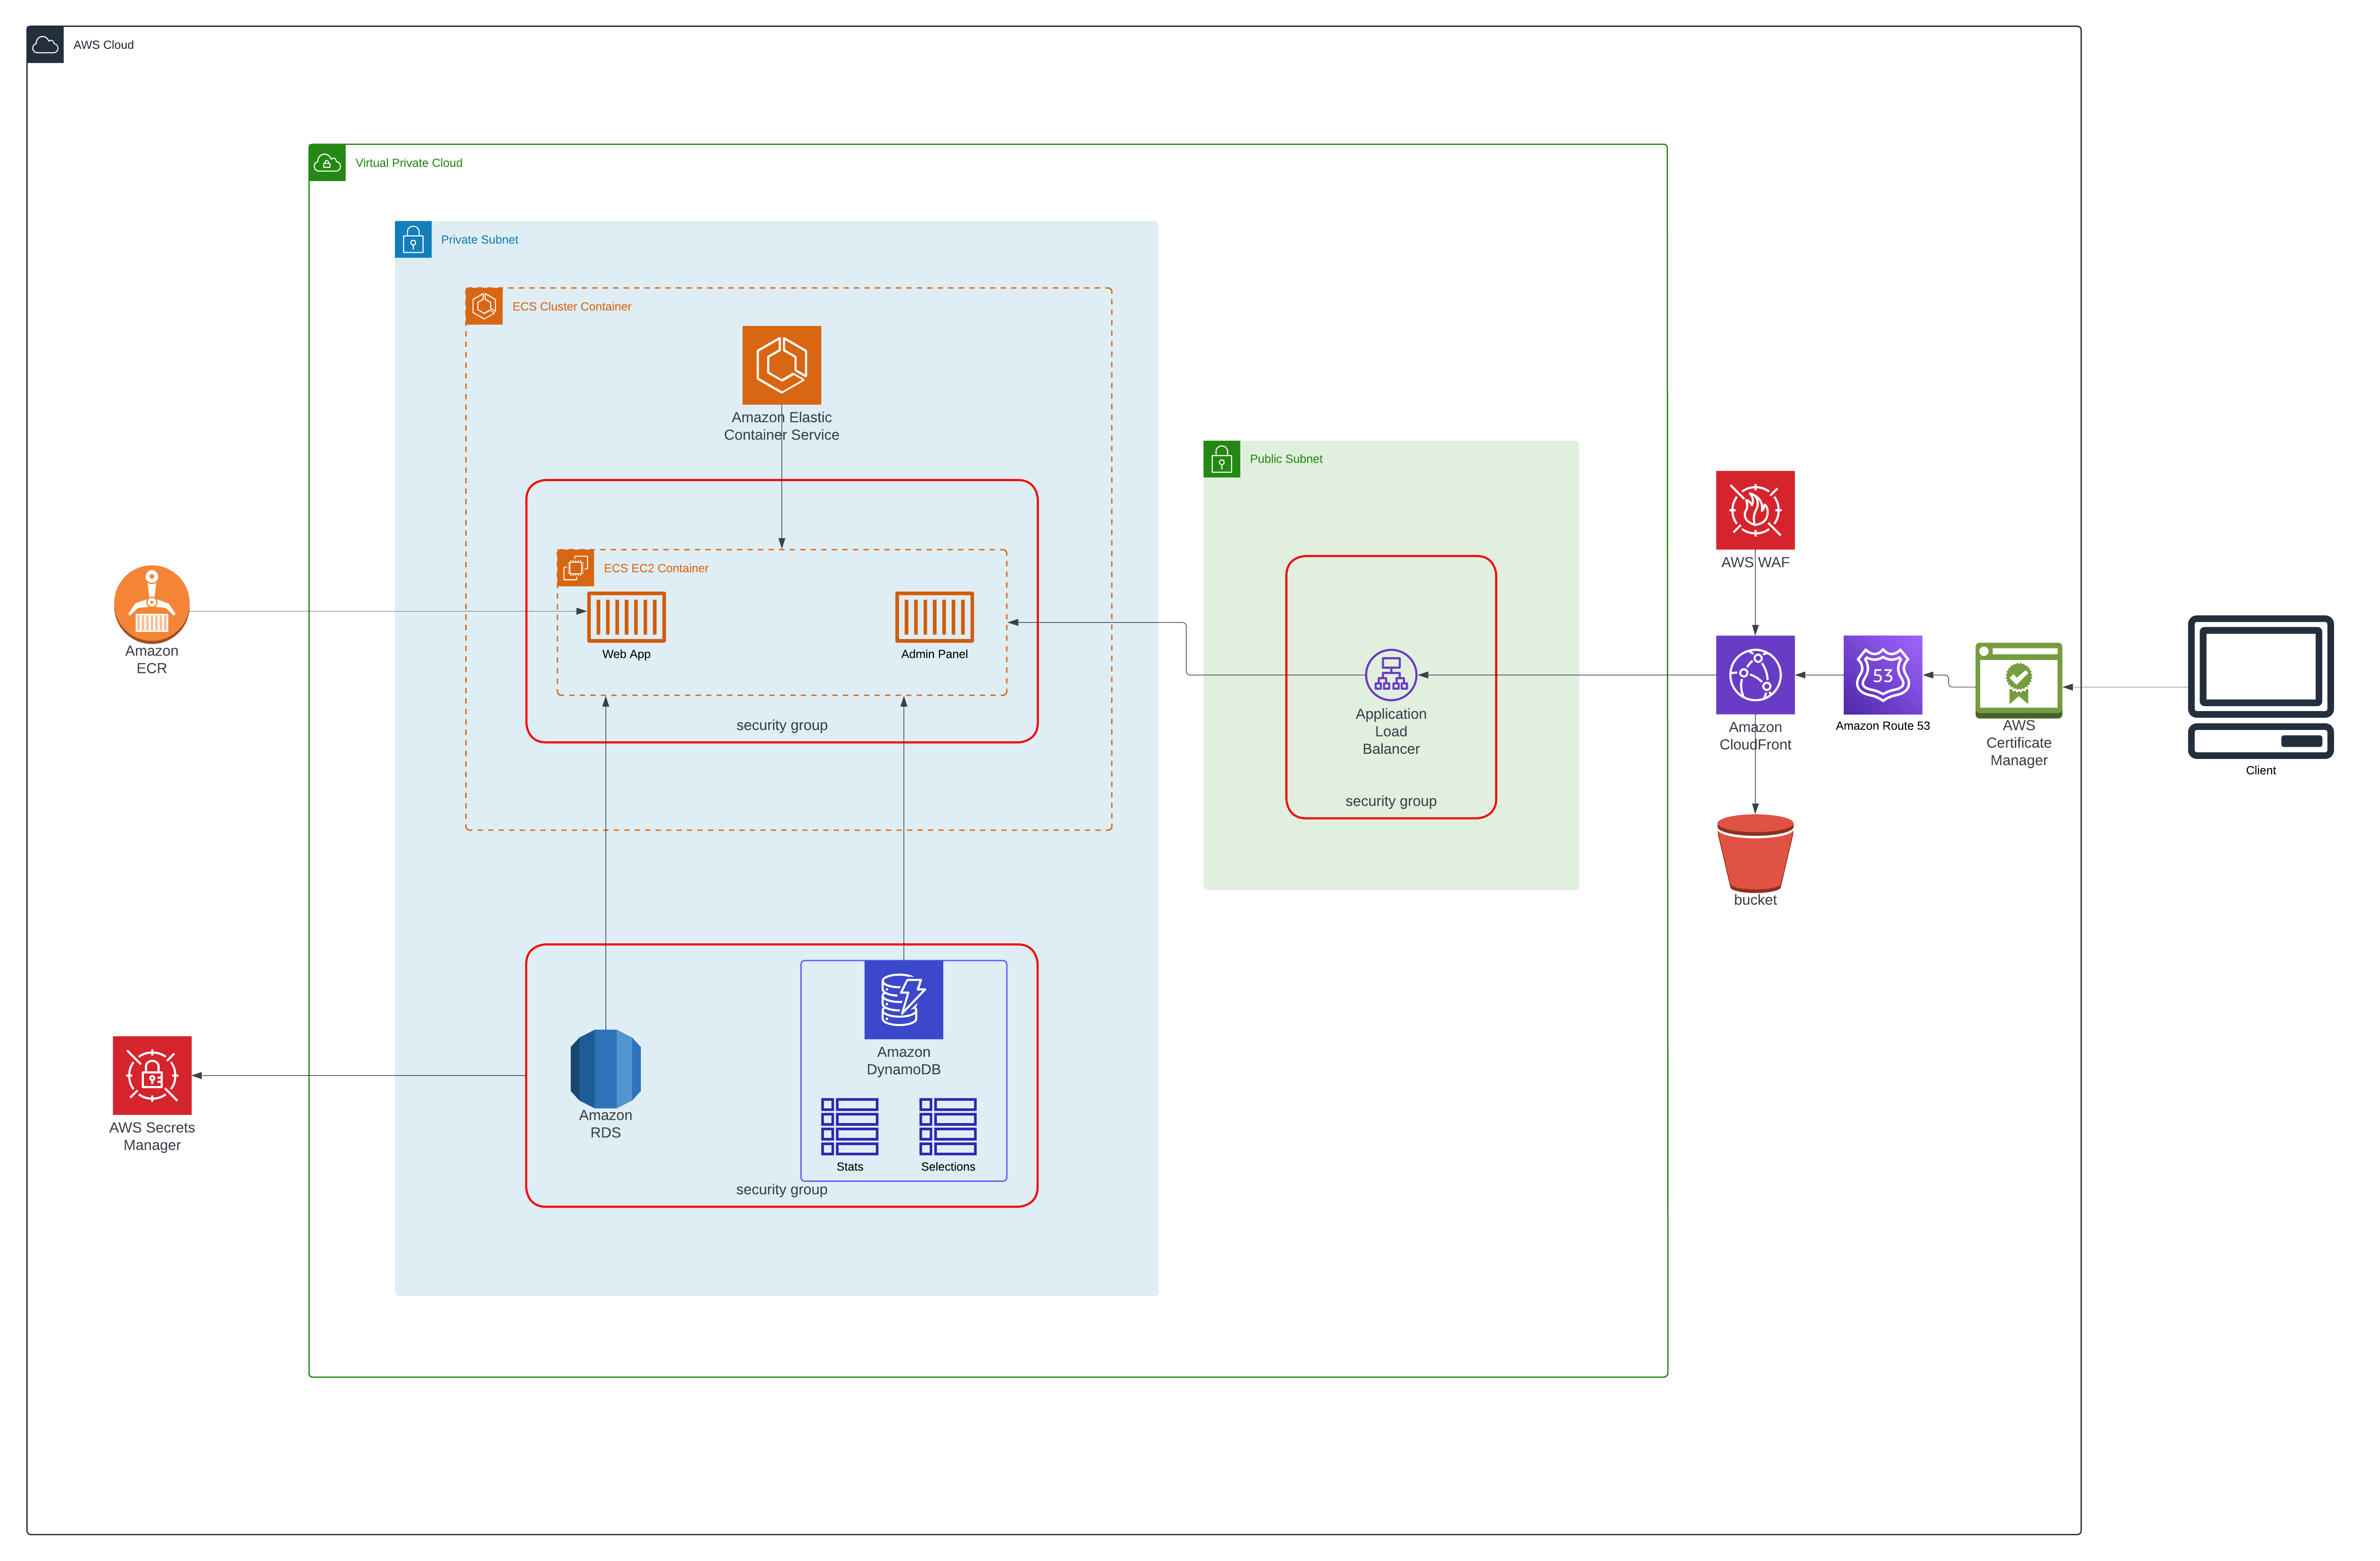 AWS Cloud
Virtual Private Cloud
Private Subnet
ECS Cluster Container
Amazon Elastic
Container Service
ECS EC2 Container
Web App
Admin Panel
security group
Amazon
ECR
Public Subnet
Application
Load
Balancer
security group
AWS WAF
Amazon
CloudFront
53
Amazon Route 53
AWS
Certificate
Manager
Client
bucket
Amazon
RDS
Amazon
DynamoDB
Stats
Selections
security group
AWS Secrets
Manager